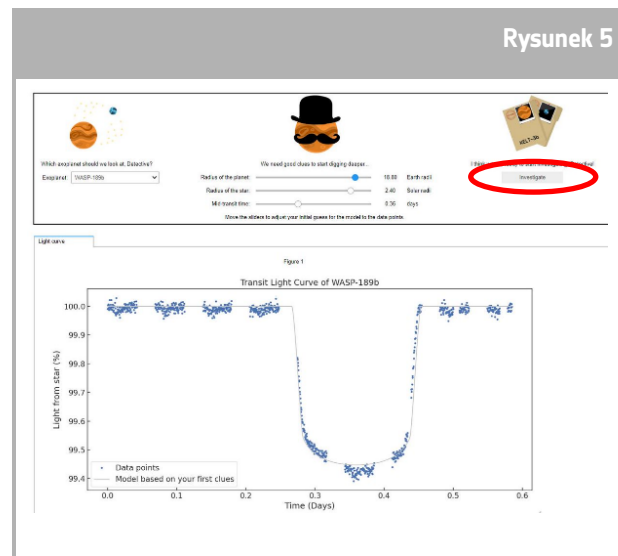 Rysunek 5
KELT-3b
Which exoplanet should we look at, Detective?
Exoplanet: WASP-189b
We need good clues to start digging deeper...
Radius of the planet: Earth radii
Radius of the star: 2.40 Solar radii
Mid transit time: 0.36 days
Move the sliders to adjust your initial guess for the model to the data points.
I think
Investigate
Light curve
Figure 1
Transit Light Curve of WASP-189b
Light from star (%)
100.0
99.9
99.8
99.7
99.6
99.5
99.4
Data points
Model based on your first clues
0.0 0.1 0.2 0.3 0.4 0.5 0.6
Time (Days)